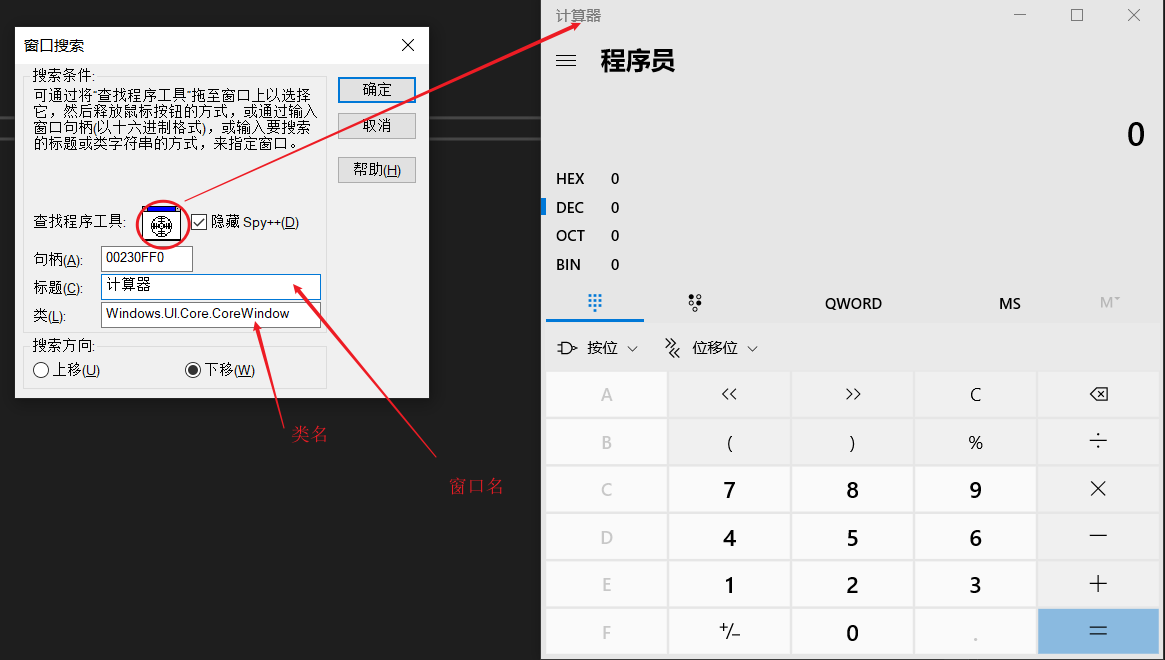 窗口搜索
搜索条件:
可通过将“查找程序工具”拖至窗口上以选择
它，然后释放鼠标按钮的方式，或通过输入
窗口句柄(以十六进制格式)，或输入要搜索
的标题或类字符串的方式，来指定窗口。
确定
取消
帮助(H)
查找程序工具:
隐藏 Spy++(D)
句柄(A):
00230FF0
标题(C):
计算器
类(L):
Windows.UI.Core.CoreWindow
搜索方向:
上移(U)
下移(W)
类名
窗口名
计算器
程序员
0
HEX 0
DEC 0
OCT 0
BIN 0
QWORD MS M
按位 位移位
A << >> C
B ( ) % ÷
C 7 8 9 ×
D 4 5 6 −
E 1 2 3 +
F +/− 0 . =